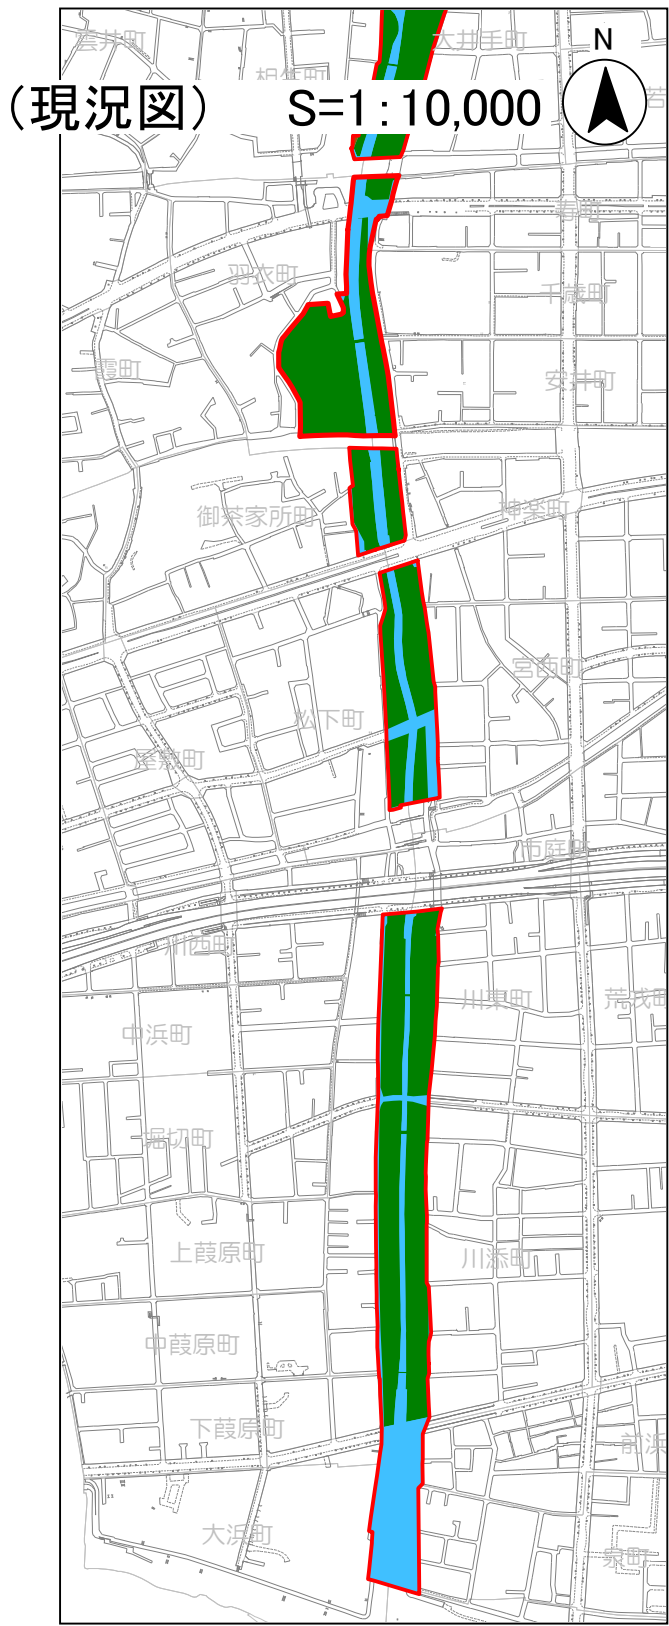 雲井町
大井手町
相生町
N
（現況図） S=1:10,000
若
寿町
羽衣町
千歳町
霞町
安井町
御茶家所町
神楽町
宮西町
松下町
屋敷町
市庭町
川西町
川東町
荒戎町
中浜町
堀切町
上葭原町
川添町
中葭原町
下葭原町
前浜
大浜町
泉町